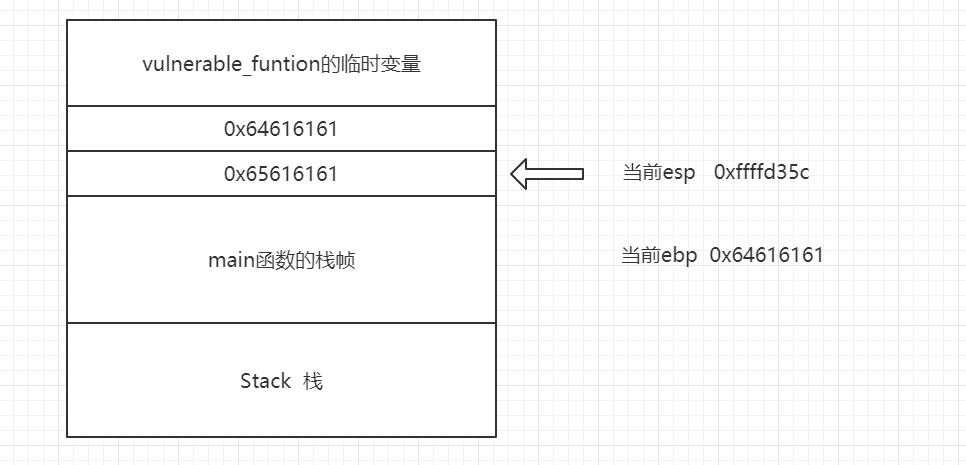 vulnerable_funtion的临时变量
0x64616161
0x65616161
当前esp 0xffffd35c
main函数的栈帧
当前ebp 0x64616161
Stack 栈